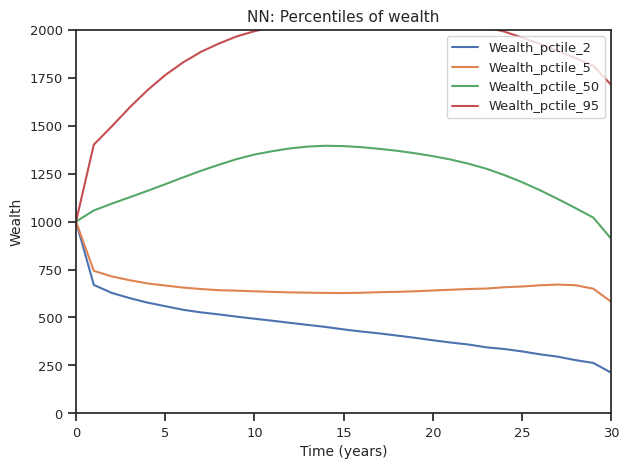 NN: Percentiles of wealth
2000
1750
1500
1250
1000
750
500
250
0
Wealth
Wealth_pctile_2
Wealth_pctile_5
Wealth_pctile_50
Wealth_pctile_95
0 5 10 15 20 25 30
Time (years)